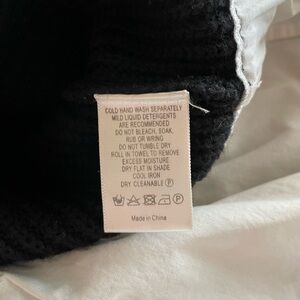 COLD HAND WASH SEPARATELY
MILD LIQUID DETERGENTS
ARE RECOMMENDED
DO NOT BLEACH, SOAK,
RUB OR WRING
DO NOT TUMBLE DRY
ROLL IN TOWEL TO REMOVE
EXCESS MOISTURE
DRY FLAT IN SHADE
COOL IRON
DRY CLEANABLE Ⓟ
Ⓟ
Made in China